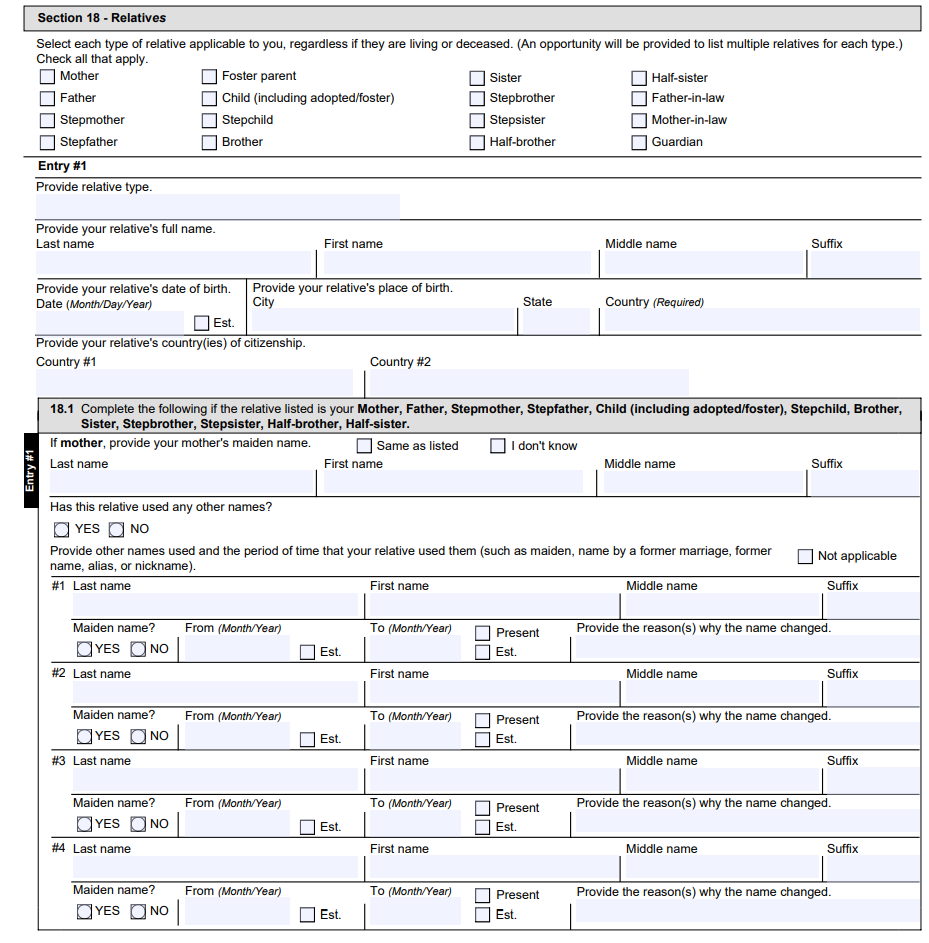 Section 18 - Relatives
Select each type of relative applicable to you, regardless if they are living or deceased. (An opportunity will be provided to list multiple relatives for each type.)
Check all that apply.
Mother Foster parent Sister Half-sister
Father Child (including adopted/foster) Stepbrother Father-in-law
Stepmother Stepchild Stepsister Mother-in-law
Stepfather Brother Half-brother Guardian
Entry #1
Provide relative type.
Provide your relative's full name.
Last name First name Middle name Suffix
Provide your relative's date of birth. Provide your relative's place of birth.
Date (Month/Day/Year) Est. City State Country (Required)
Provide your relative's country(ies) of citizenship.
Country #1 Country #2
18.1 Complete the following if the relative listed is your Mother, Father, Stepmother, Stepfather, Child (including adopted/foster), Stepchild, Brother,
Sister, Stepbrother, Stepsister, Half-brother, Half-sister.
Entry #1
If mother, provide your mother's maiden name. Same as listed I don't know
Last name First name Middle name Suffix
Has this relative used any other names?
YES NO
Provide other names used and the period of time that your relative used them (such as maiden, name by a former marriage, former
name, alias, or nickname). Not applicable
#1 Last name First name Middle name Suffix
Maiden name? From (Month/Year) To (Month/Year) Present Provide the reason(s) why the name changed.
YES NO Est. Est.
#2 Last name First name Middle name Suffix
Maiden name? From (Month/Year) To (Month/Year) Present Provide the reason(s) why the name changed.
YES NO Est. Est.
#3 Last name First name Middle name Suffix
Maiden name? From (Month/Year) To (Month/Year) Present Provide the reason(s) why the name changed.
YES NO Est. Est.
#4 Last name First name Middle name Suffix
Maiden name? From (Month/Year) To (Month/Year) Present Provide the reason(s) why the name changed.
YES NO Est. Est.